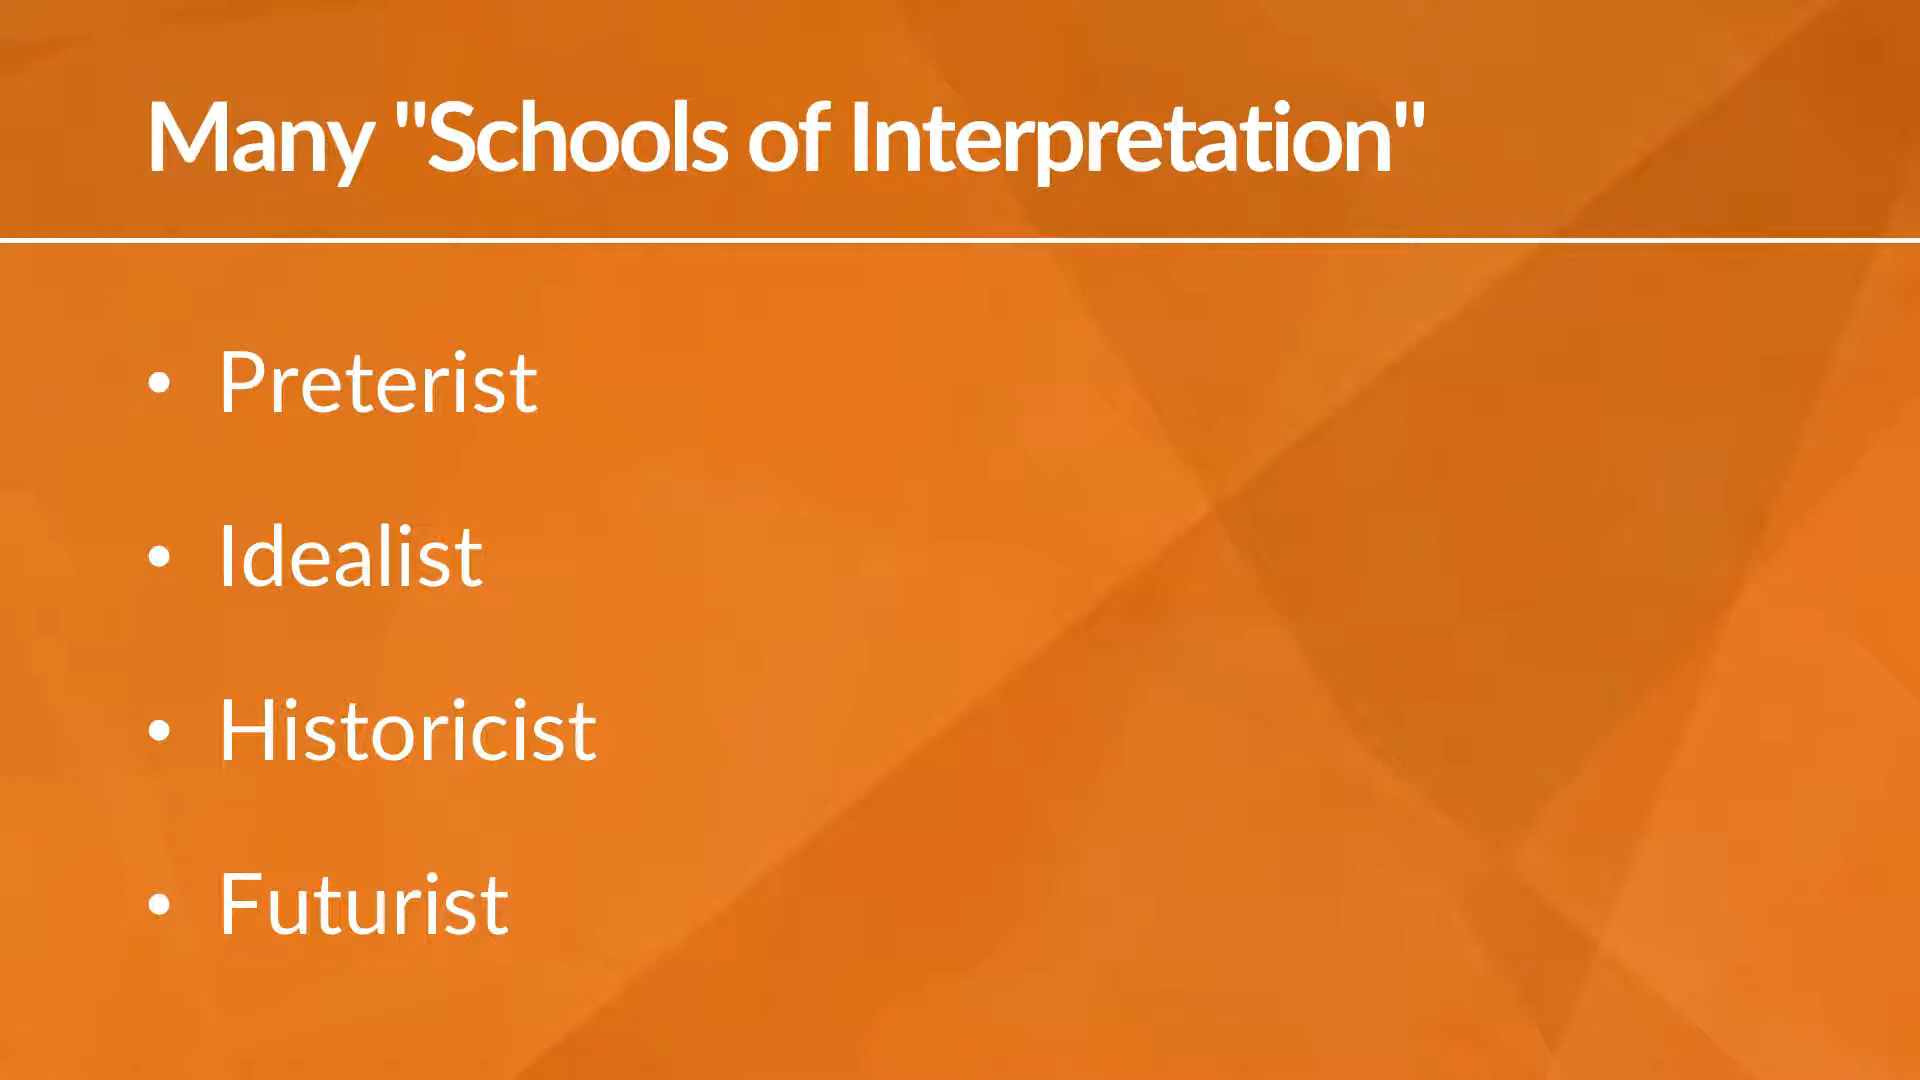 Many "Schools of Interpretation"
• Preterist
• Idealist
• Historicist
• Futurist